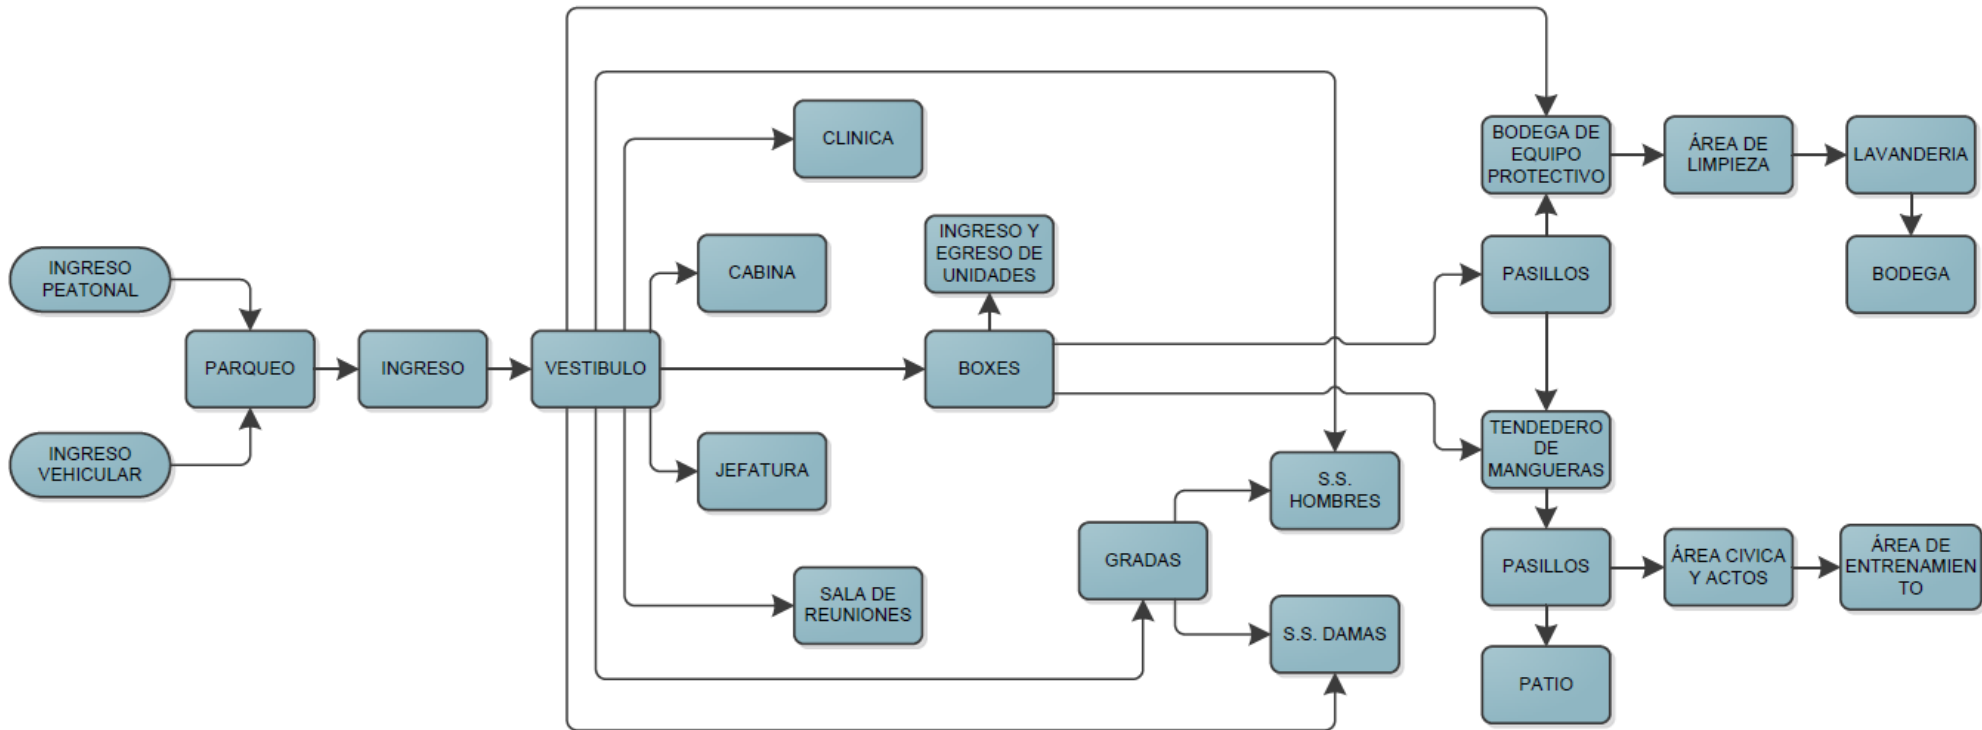 INGRESO
PEATONAL
INGRESO
VEHICULAR
PARQUEO
INGRESO
VESTIBULO
CLINICA
CABINA
JEFATURA
SALA DE
REUNIONES
INGRESO Y
EGRESO DE
UNIDADES
BOXES
GRADAS
S.S.
HOMBRES
S.S. DAMAS
BODEGA DE
EQUIPO
PROTECTIVO
ÁREA DE
LIMPIEZA
LAVANDERIA
BODEGA
PASILLOS
TENDEDERO
DE
MANGUERAS
PASILLOS
ÁREA CIVICA
Y ACTOS
ÁREA DE
ENTRENAMIEN
TO
PATIO